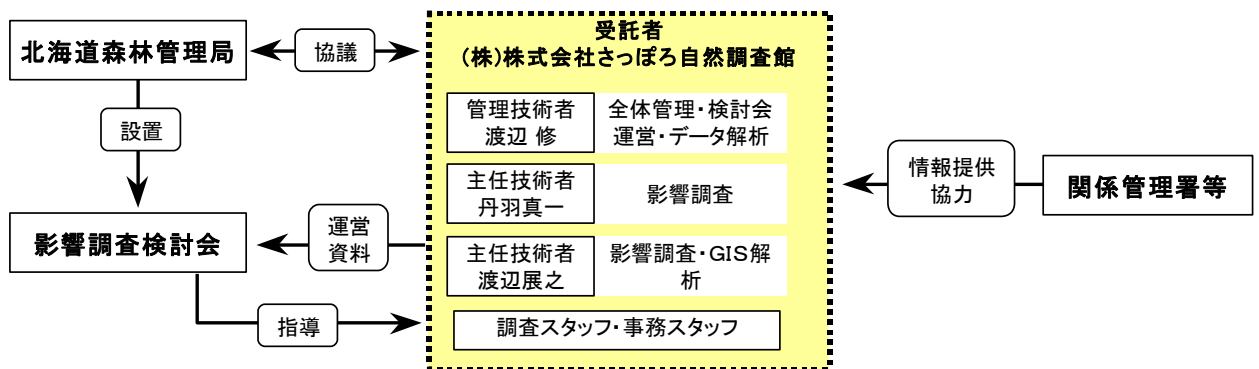 北海道森林管理局
協議
設置
影響調査検討会
運営
資料
指導
受託者
(株)株式会社さっぽろ自然調査館
管理技術者
渡辺 修
全体管理・検討会
運営・データ解析
主任技術者
丹羽真一
影響調査
主任技術者
渡辺展之
影響調査・GIS解
析
調査スタッフ・事務スタッフ
情報提供
協力
関係管理署等